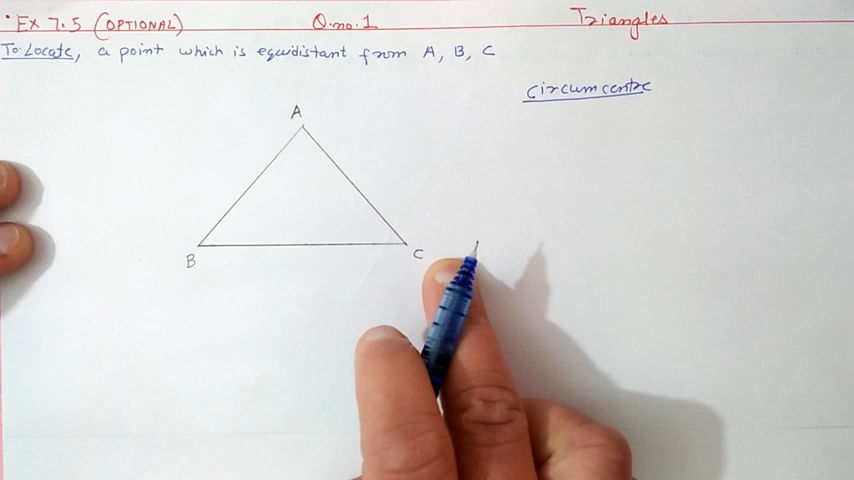 • Ex 7.5 (OPTIONAL) Q.no.1 Triangles
To Locate, a point which is equidistant from A, B, C
circumcentre
A
B
C